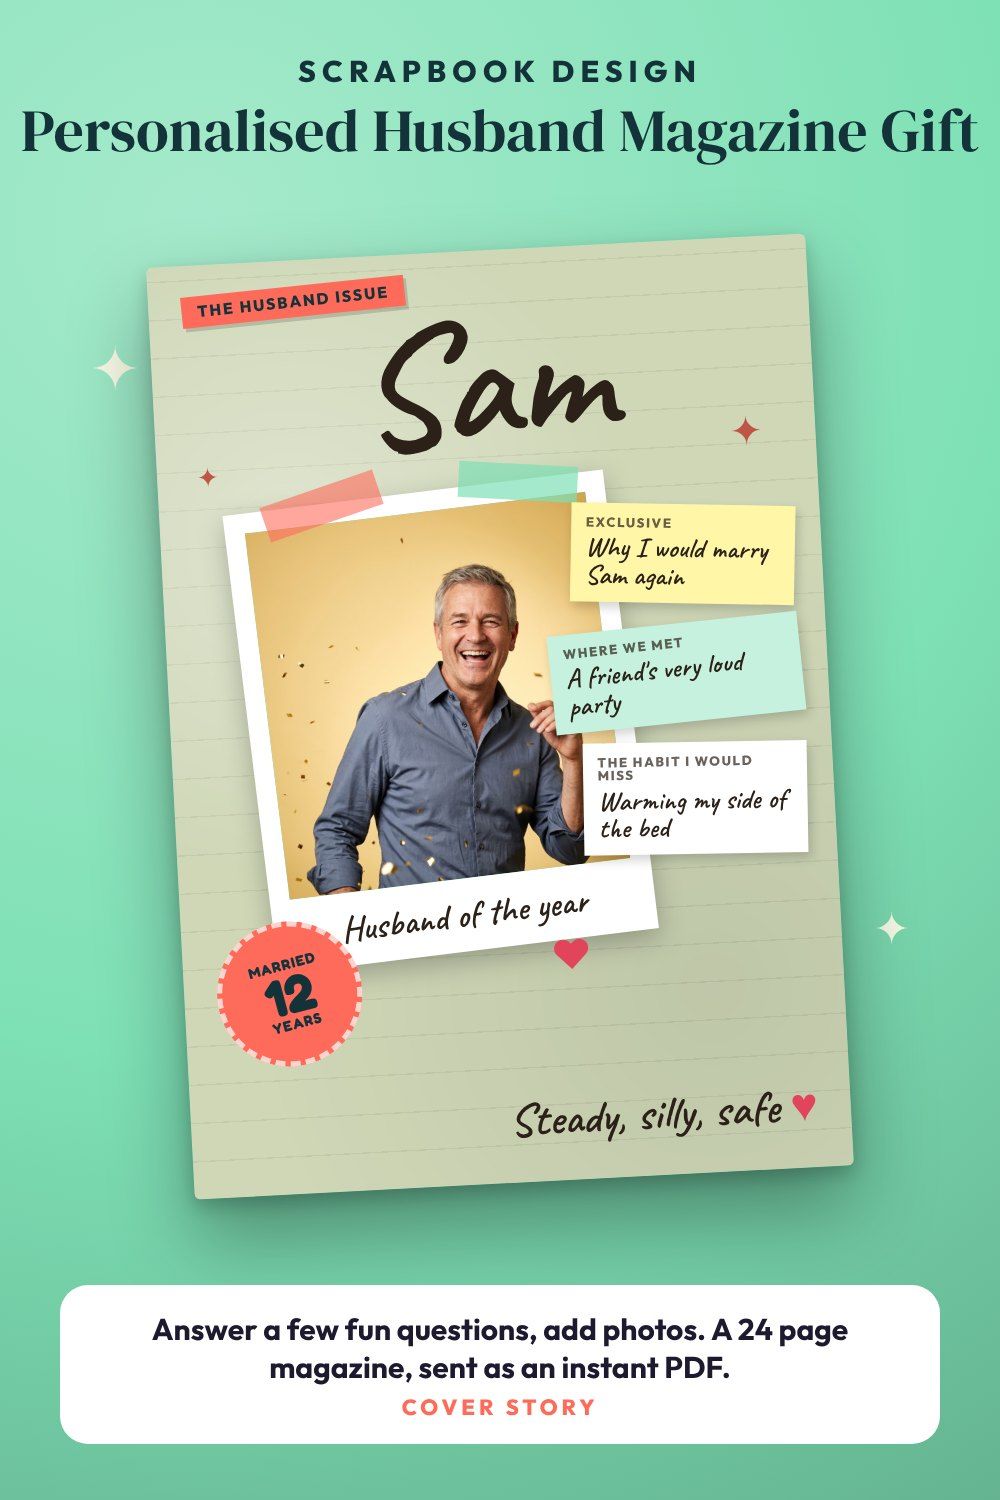 SCRAPBOOK DESIGN
Personalised Husband Magazine Gift
THE HUSBAND ISSUE
Sam
EXCLUSIVE
Why I would marry
Sam again
WHERE WE MET
A friend's very loud
party
THE HABIT I WOULD
MISS
Warming my side of
the bed
Husband of the year
MARRIED
12
YEARS
Steady, silly, safe ♥
Answer a few fun questions, add photos. A 24 page
magazine, sent as an instant PDF.
COVER STORY